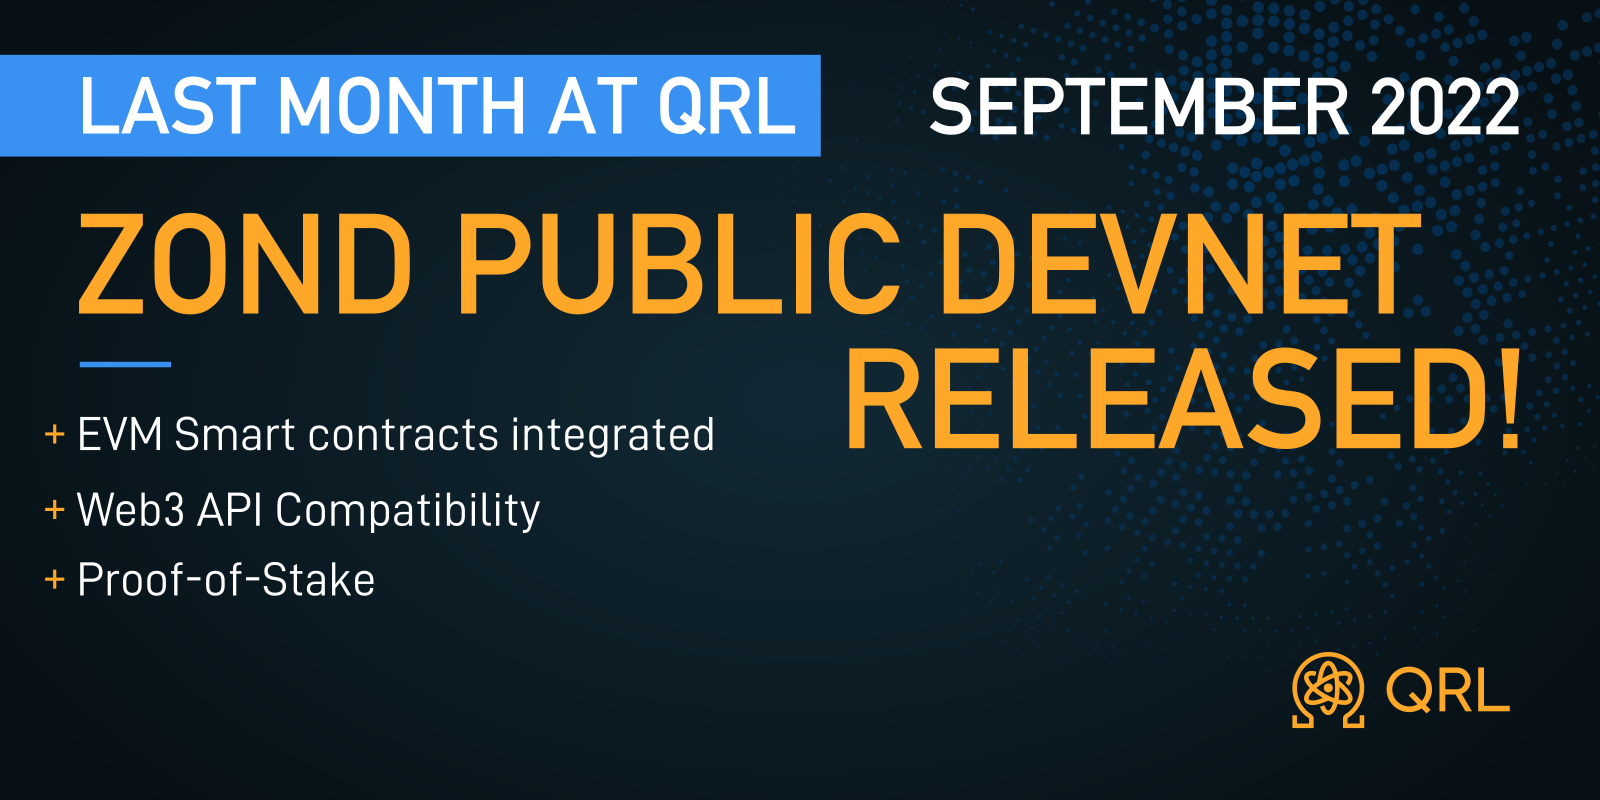 LAST MONTH AT QRL
SEPTEMBER 2022
ZOND PUBLIC DEVNET
RELEASED!
+ EVM Smart contracts integrated
+ Web3 API Compatibility
+ Proof-of-Stake
QRL